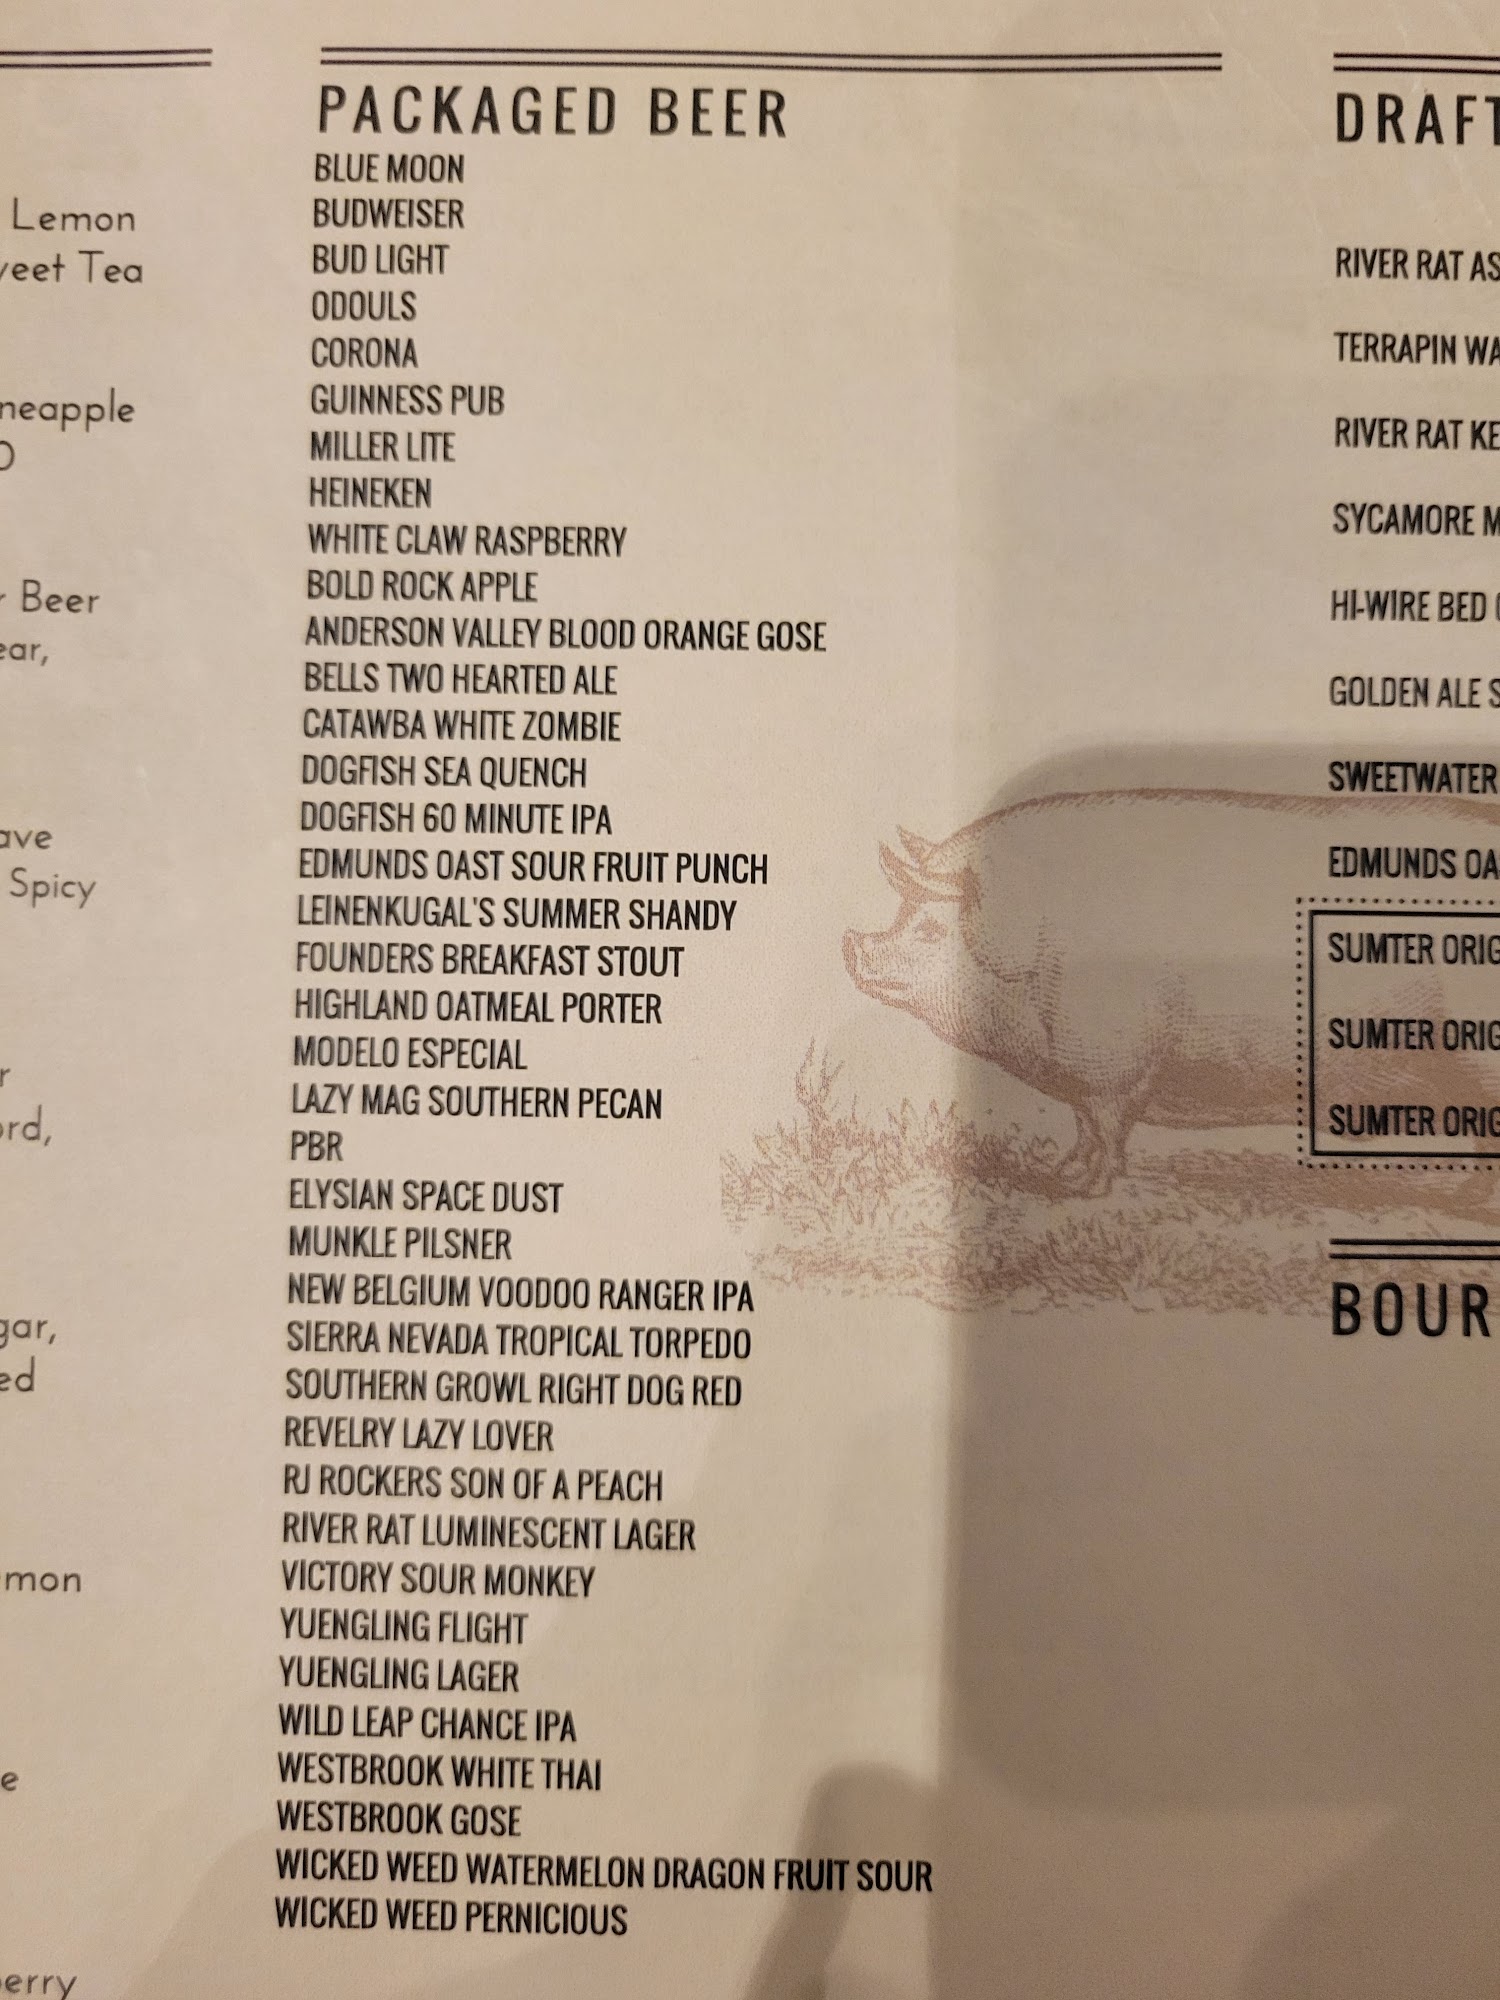 Lemon
Tea
Beer
Spicy
PACKAGED BEER
BLUE MOON
BUDWEISER
BUD LIGHT
ODOULS
CORONA
GUINNESS PUB
MILLER LITE
HEINEKEN
WHITE CLAW RASPBERRY
BOLD ROCK APPLE
ANDERSON VALLEY BLOOD ORANGE GOSE
BELLS TWO HEARTED ALE
CATAWBA WHITE ZOMBIE
DOGFISH SEA QUENCH
DOGFISH 60 MINUTE IPA
EDMUNDS OAST SOUR FRUIT PUNCH
LEINENKUGAL'S SUMMER SHANDY
FOUNDERS BREAKFAST STOUT
HIGHLAND OATMEAL PORTER
MODELO ESPECIAL
LAZY MAG SOUTHERN PECAN
PBR
ELYSIAN SPACE DUST
MUNKLE PILSNER
NEW BELGIUM VOODOO RANGER IPA
SIERRA NEVADA TROPICAL TORPEDO
SOUTHERN GROWL RIGHT DOG RED
REVELRY LAZY LOVER
RJ ROCKERS SON OF A PEACH
RIVER RAT LUMINESCENT LAGER
VICTORY SOUR MONKEY
YUENGLING FLIGHT
YUENGLING LAGER
WILD LEAP CHANCE IPA
WESTBROOK WHITE THAI
WESTBROOK GOSE
WICKED WEED WATERMELON DRAGON FRUIT SOUR
WICKED WEED PERNICIOUS
DRAFT
RIVER RAT
TERRAPIN
RIVER RAT
SYCAMORE
HI-WIRE BED
GOLDEN ALE
SWEETWATER
EDMUNDS
SUMTER
SUMTER
SUMTER